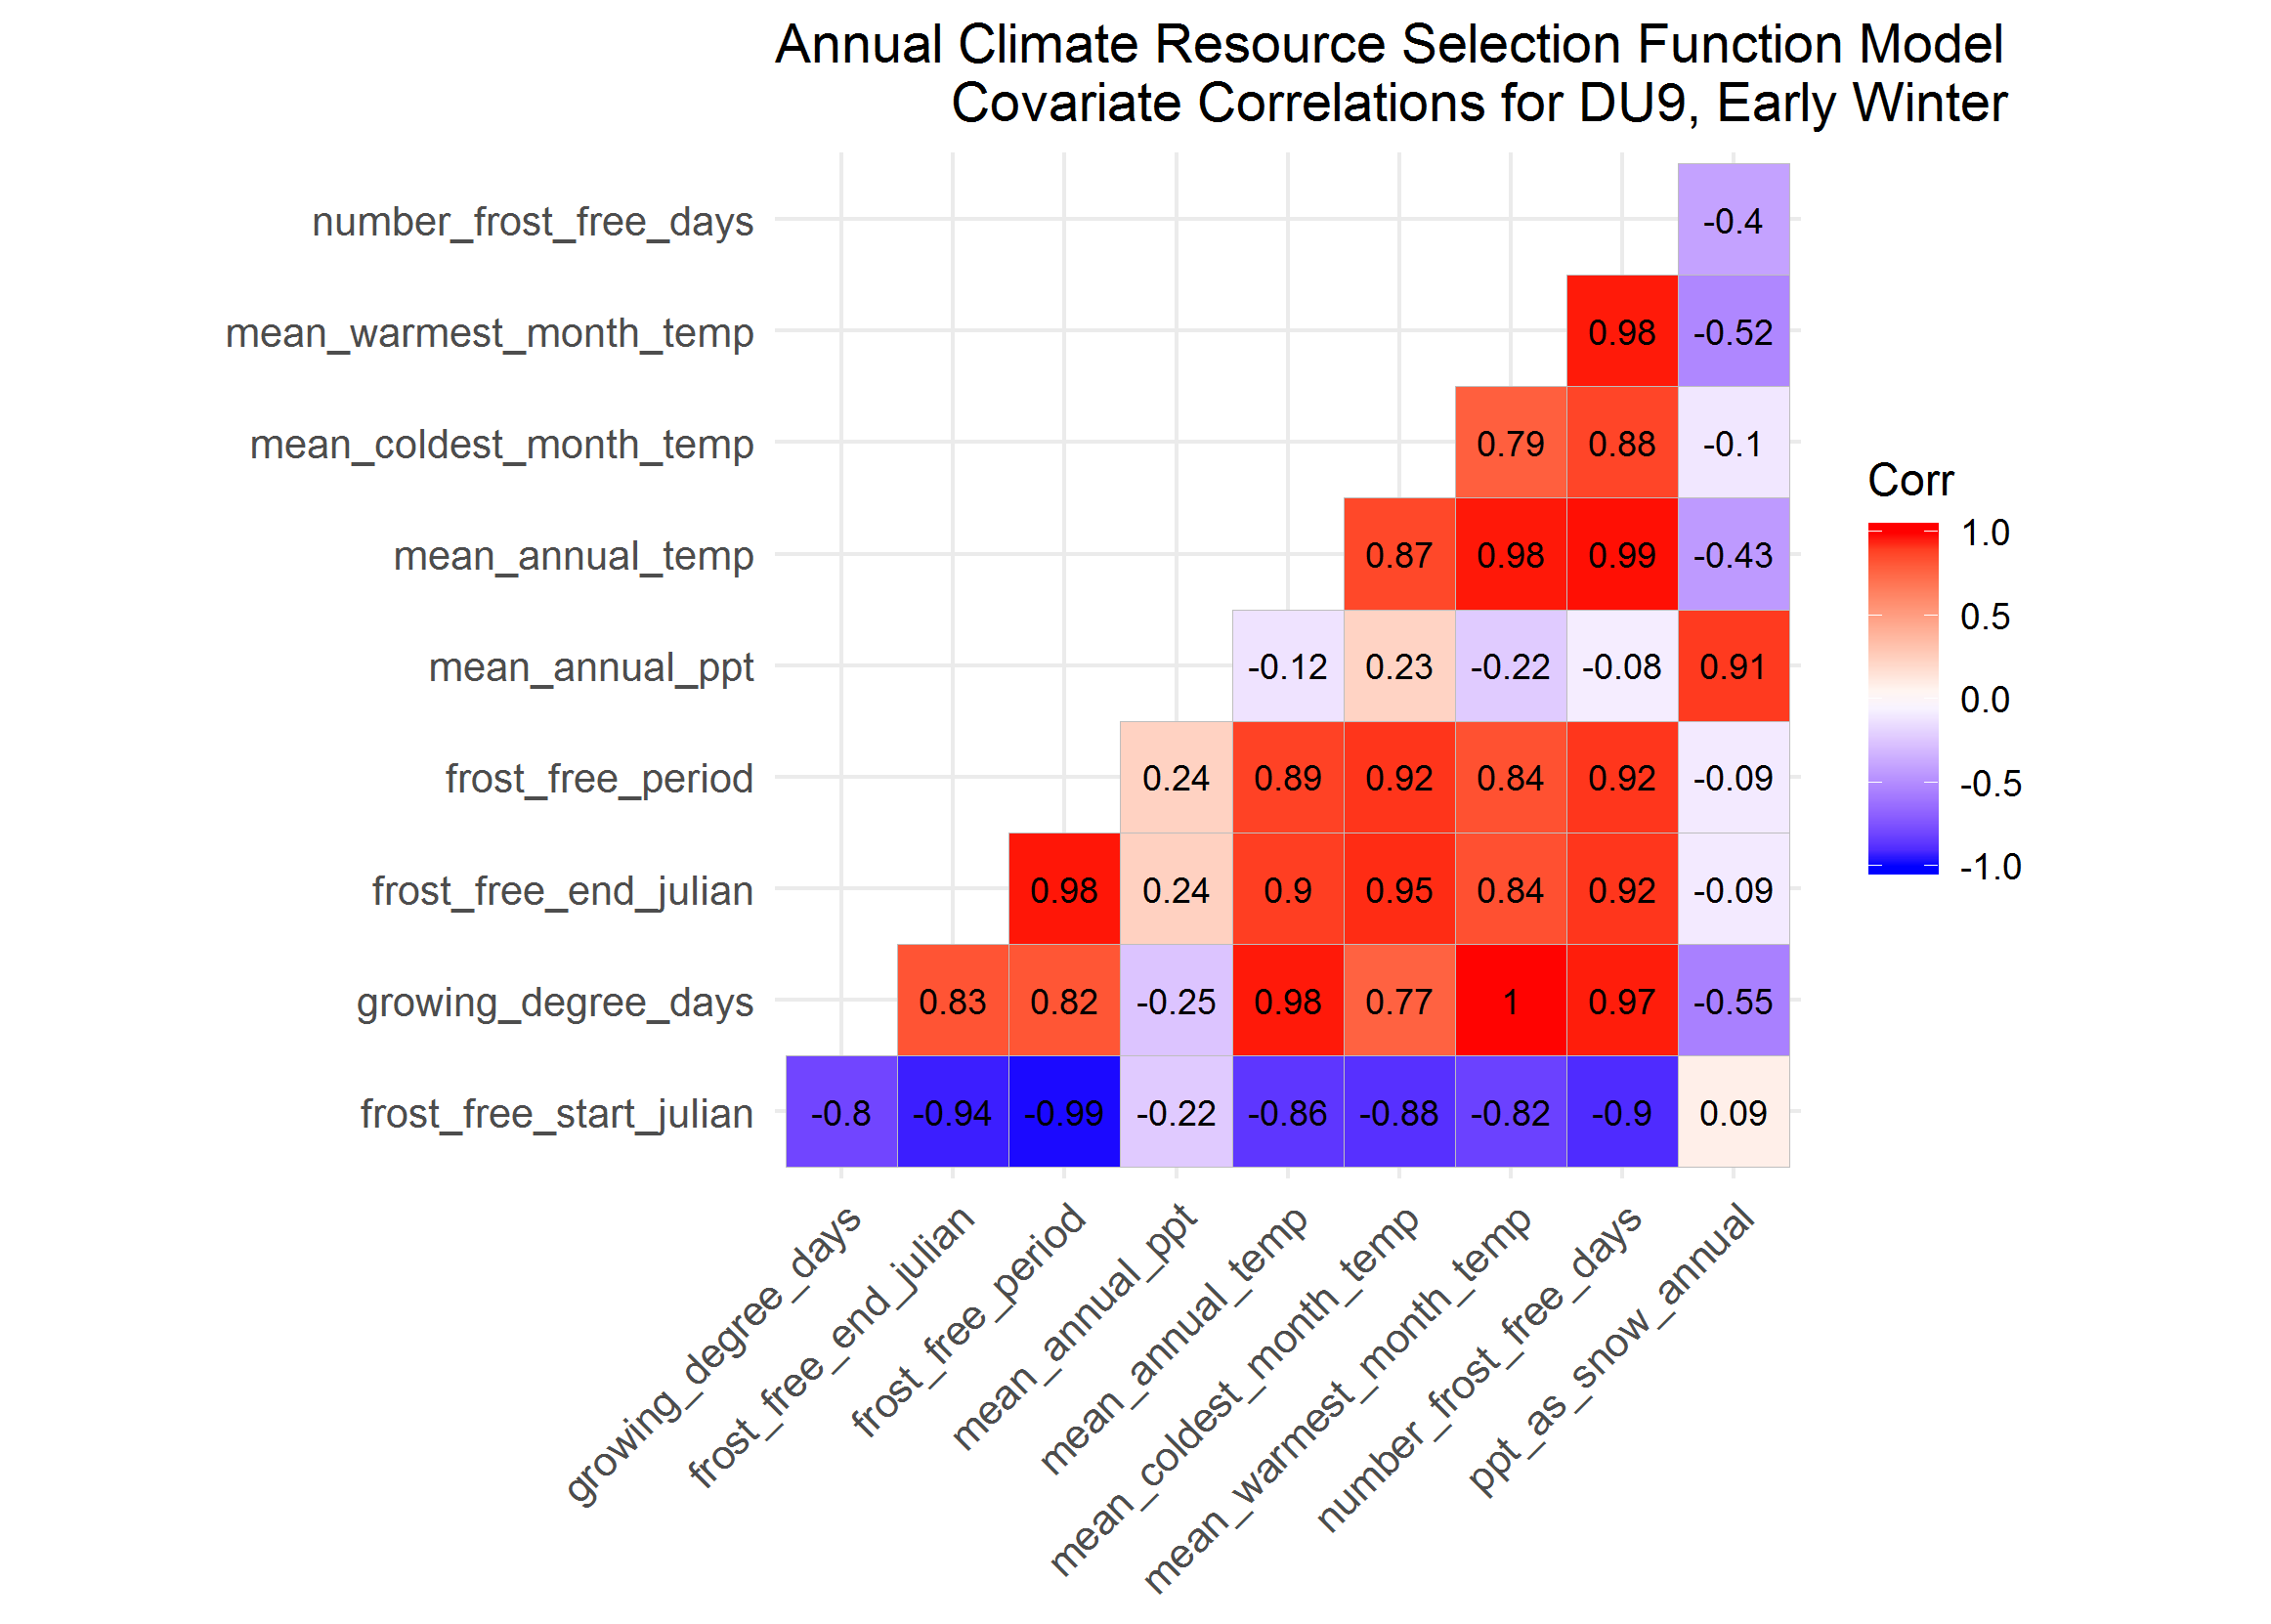 Annual Climate Resource Selection Function Model
Covariate Correlations for DU9, Early Winter
number_frost_free_days -0.4
mean_warmest_month_temp 0.98 -0.52
mean_coldest_month_temp 0.79 0.88 -0.1
mean_annual_temp 0.87 0.98 0.99 -0.43
mean_annual_ppt -0.12 0.23 -0.22 -0.08 0.91
frost_free_period 0.24 0.89 0.92 0.84 0.92 -0.09
frost_free_end_julian 0.98 0.24 0.9 0.95 0.84 0.92 -0.09
growing_degree_days 0.83 0.82 -0.25 0.98 0.77 1 0.97 -0.55
frost_free_start_julian -0.8 -0.94 -0.99 -0.22 -0.86 -0.88 -0.82 -0.9 0.09
growing_degree_days
frost_free_end_julian
frost_free_period
mean_annual_ppt
mean_annual_temp
mean_coldest_month_temp
mean_warmest_month_temp
number_frost_free_days
ppt_as_snow_annual
Corr
1.0
0.5
0.0
-0.5
-1.0